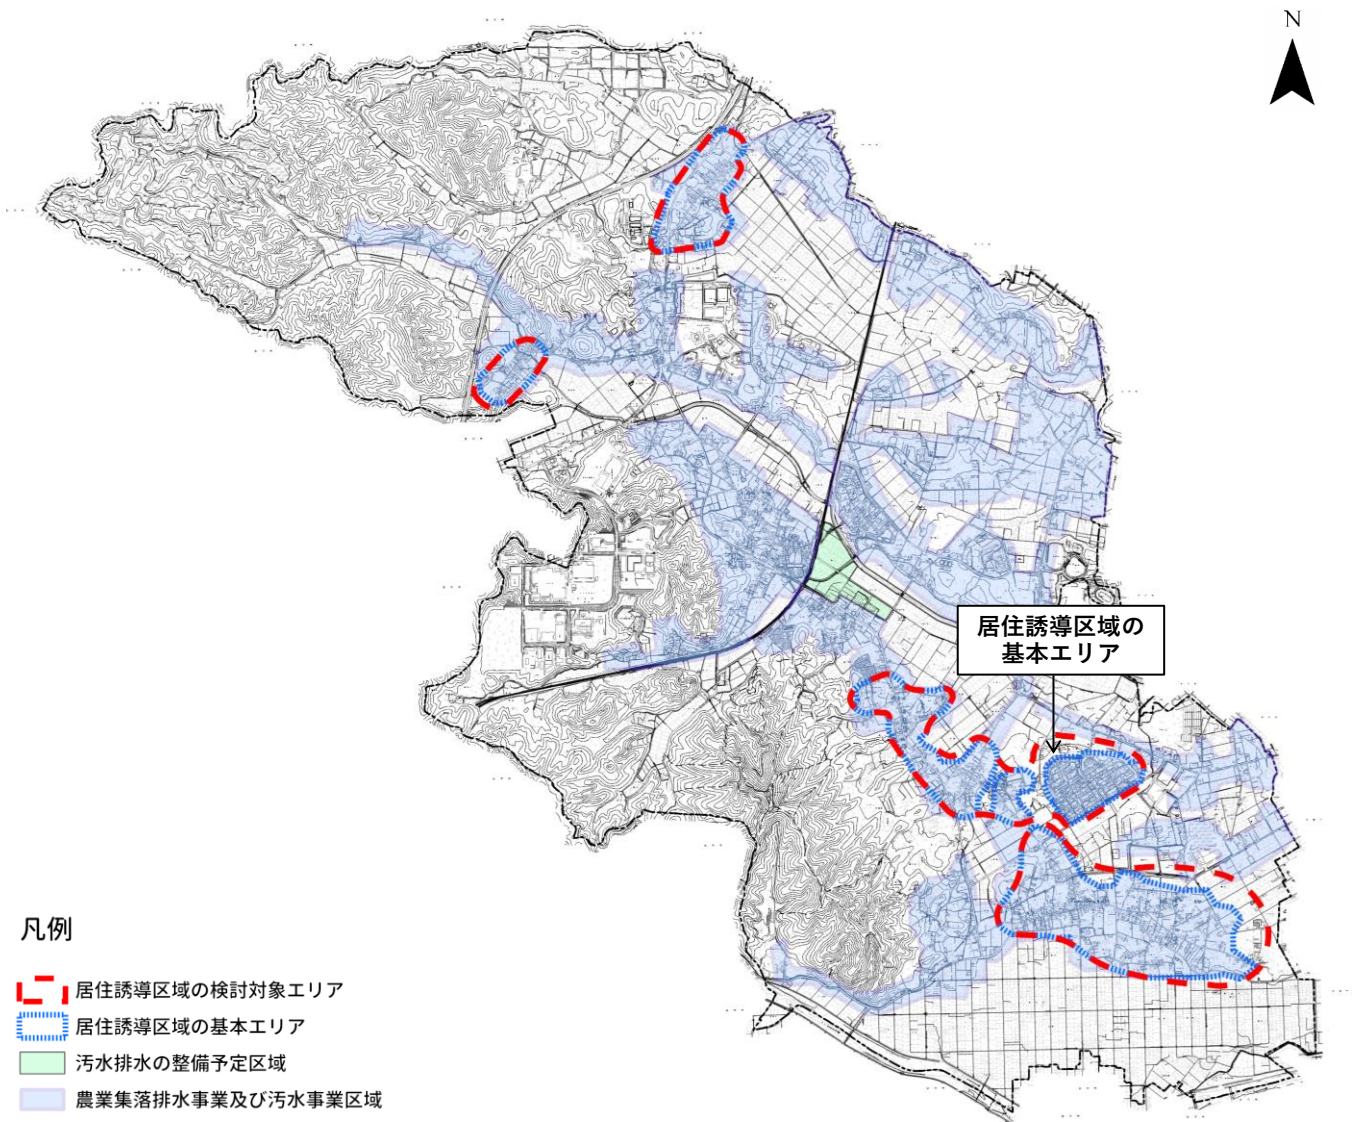 N
居住誘導区域の
基本エリア
凡例
居住誘導区域の検討対象エリア
居住誘導区域の基本エリア
汚水排水の整備予定区域
農業集落排水事業及び汚水事業区域